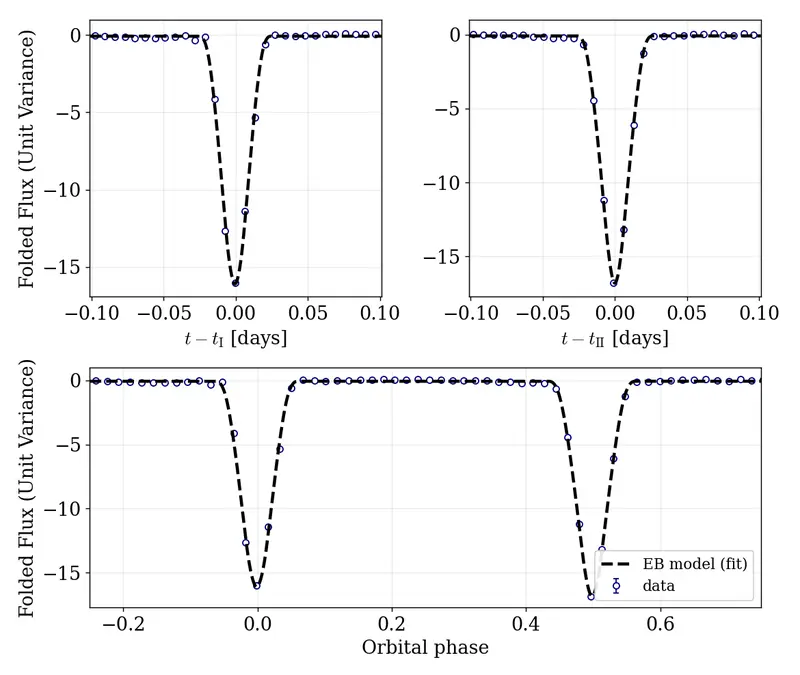 Folded Flux (Unit Variance)
0
−5
−10
−15
−0.10 −0.05 0.00 0.05 0.10
t − tI [days]
0
−5
−10
−15
−0.10 −0.05 0.00 0.05 0.10
t − tII [days]
Folded Flux (Unit Variance)
0
−5
−10
−15
−0.2 0.0 0.2 0.4 0.6
Orbital phase
EB model (fit)
data